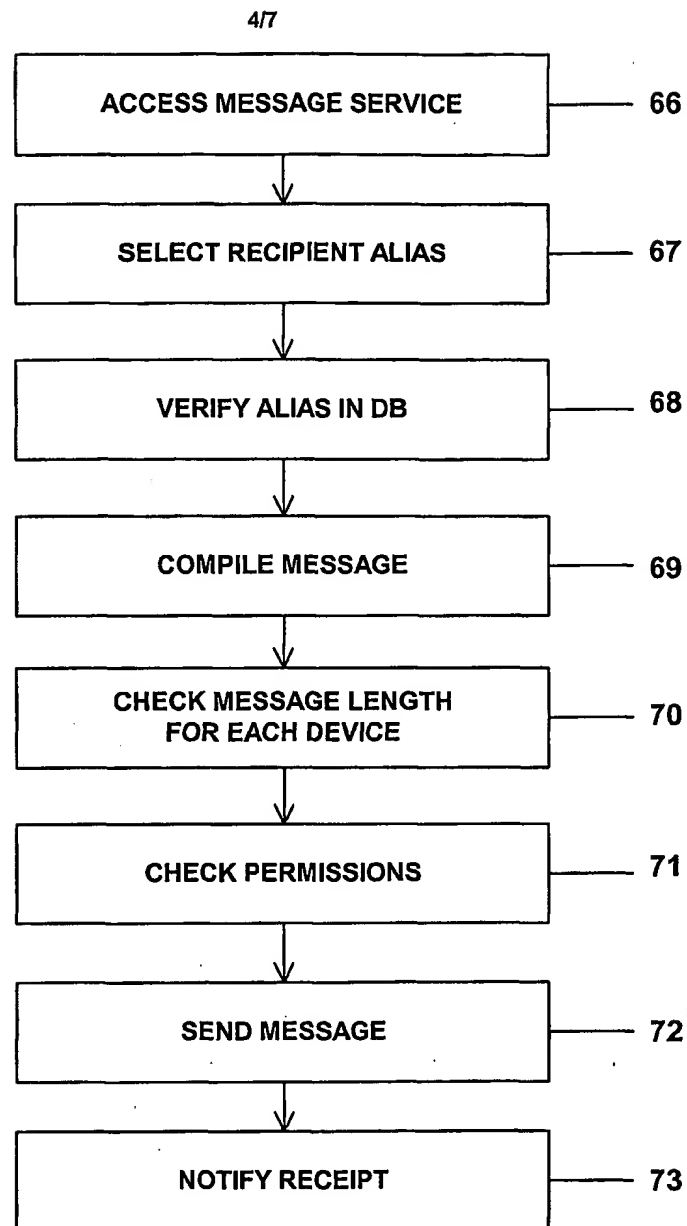 4/7
ACCESS MESSAGE SERVICE 66
SELECT RECIPIENT ALIAS 67
VERIFY ALIAS IN DB 68
COMPILE MESSAGE 69
CHECK MESSAGE LENGTH
FOR EACH DEVICE 70
CHECK PERMISSIONS 71
SEND MESSAGE 72
NOTIFY RECEIPT 73